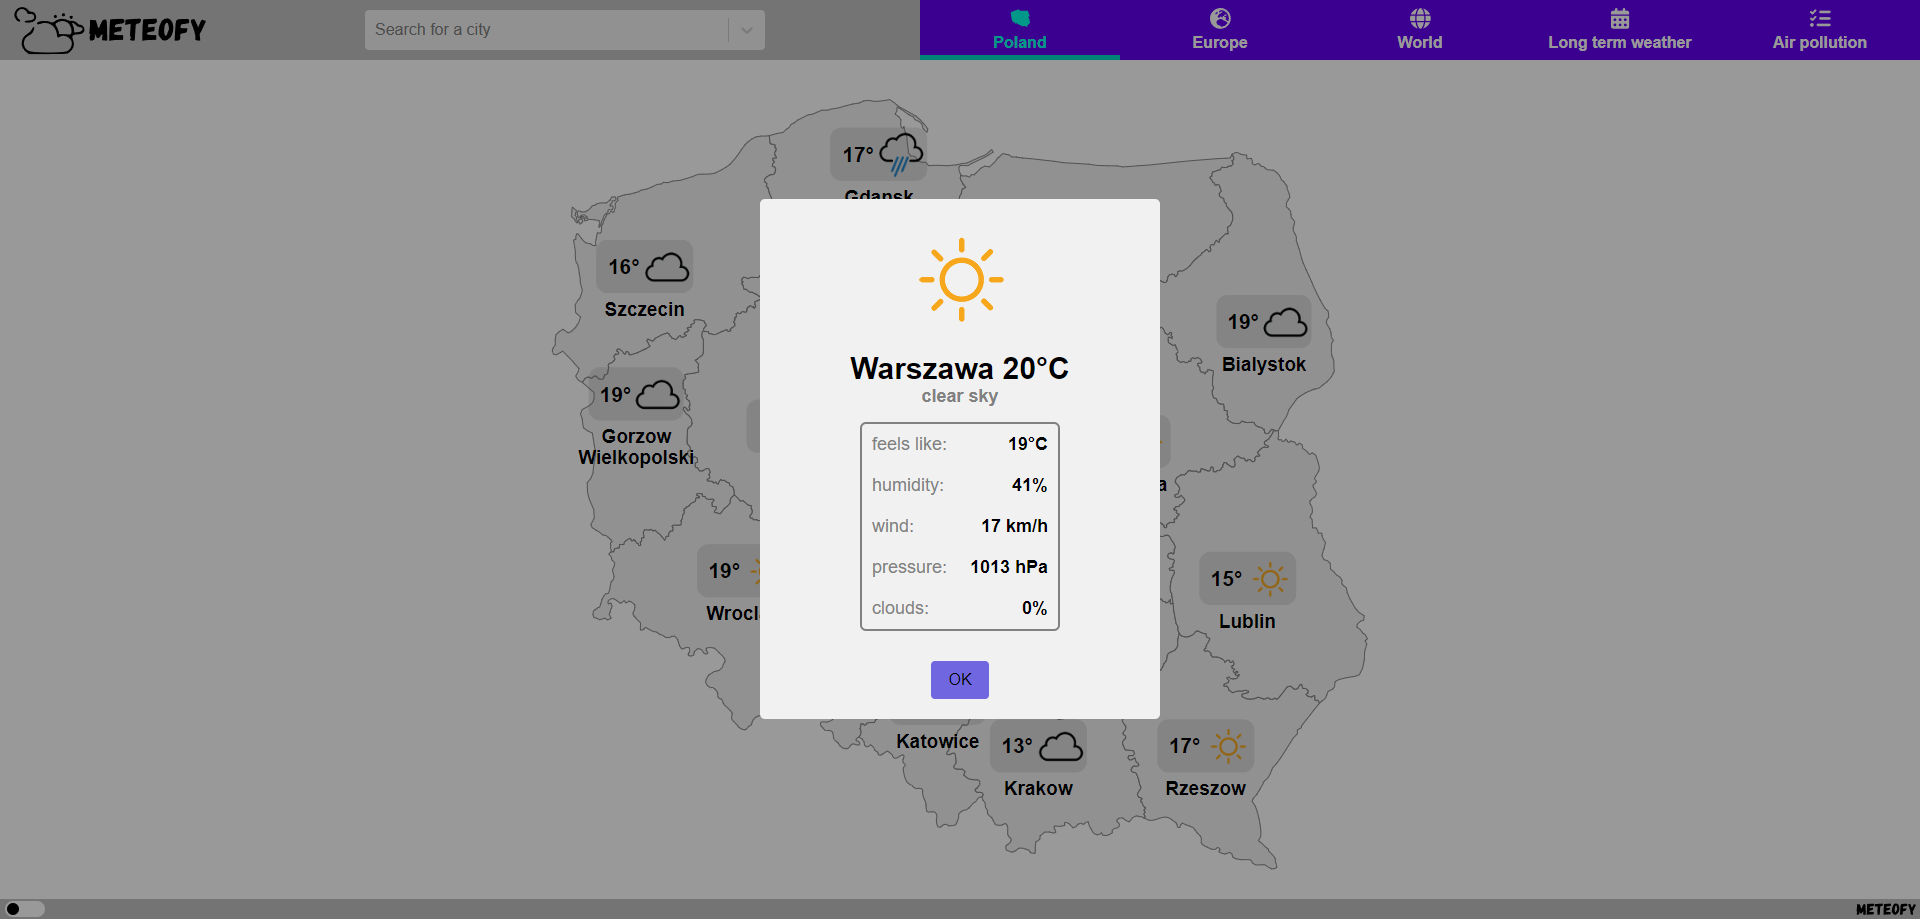 METEOFY
Search for a city
Poland
Europe
World
Long term weather
Air pollution
17°
Gdansk
16°
Szczecin
19°
Bialystok
19°
Gorzow
Wielkopolski
Warszawa 20°C
clear sky
feels like: 19°C
humidity: 41%
wind: 17 km/h
pressure: 1013 hPa
clouds: 0%
OK
a
19°
Wrocl
15°
Lublin
Katowice
13°
Krakow
17°
Rzeszow
METEOFY